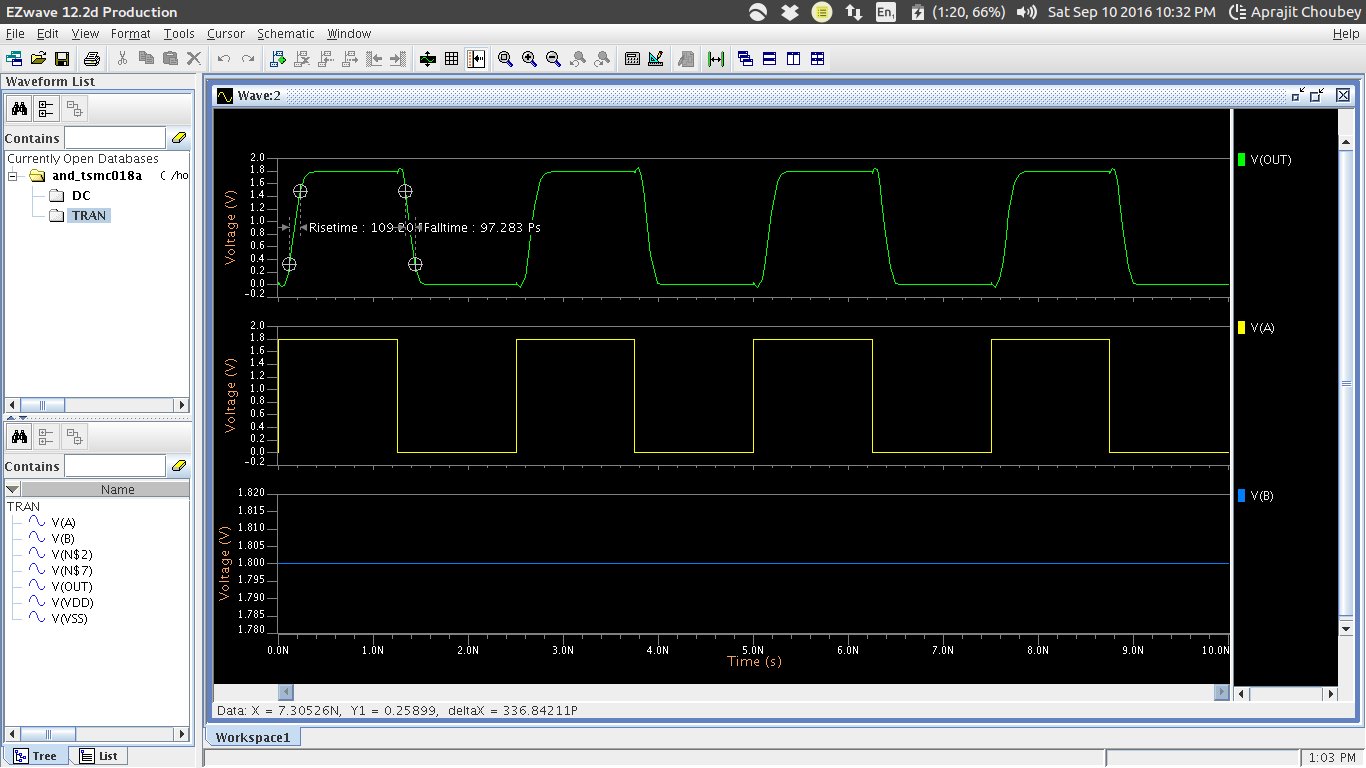 EZwave 12.2d Production
En1 (1:20, 66%) Sat Sep 10 2016 10:32 PM Aprajit Choubey
File Edit View Format Tools Cursor Schematic Window Help
Waveform List
Contains
Currently Open Databases
and_tsmc018a ( /ho
DC
TRAN
Contains
Name
TRAN
V(A)
V(B)
V(N$2)
V(N$7)
V(OUT)
V(VDD)
V(VSS)
Tree List
Wave:2
Voltage (V)
2.0
1.8
1.6
1.4
1.2
1.0
0.8
0.6
0.4
0.2
0.0
-0.2
Risetime : 109.20 Falltime : 97.283 Ps
V(OUT)
Voltage (V)
2.0
1.8
1.6
1.4
1.2
1.0
0.8
0.6
0.4
0.2
0.0
-0.2
V(A)
Voltage (V)
1.820
1.815
1.810
1.805
1.800
1.795
1.790
1.785
1.780
V(B)
0.0N 1.0N 2.0N 3.0N 4.0N 5.0N 6.0N 7.0N 8.0N 9.0N 10.0N
Time (s)
Data: X = 7.30526N, Y1 = 0.25899, deltaX = 336.84211P
Workspace1
1:03 PM